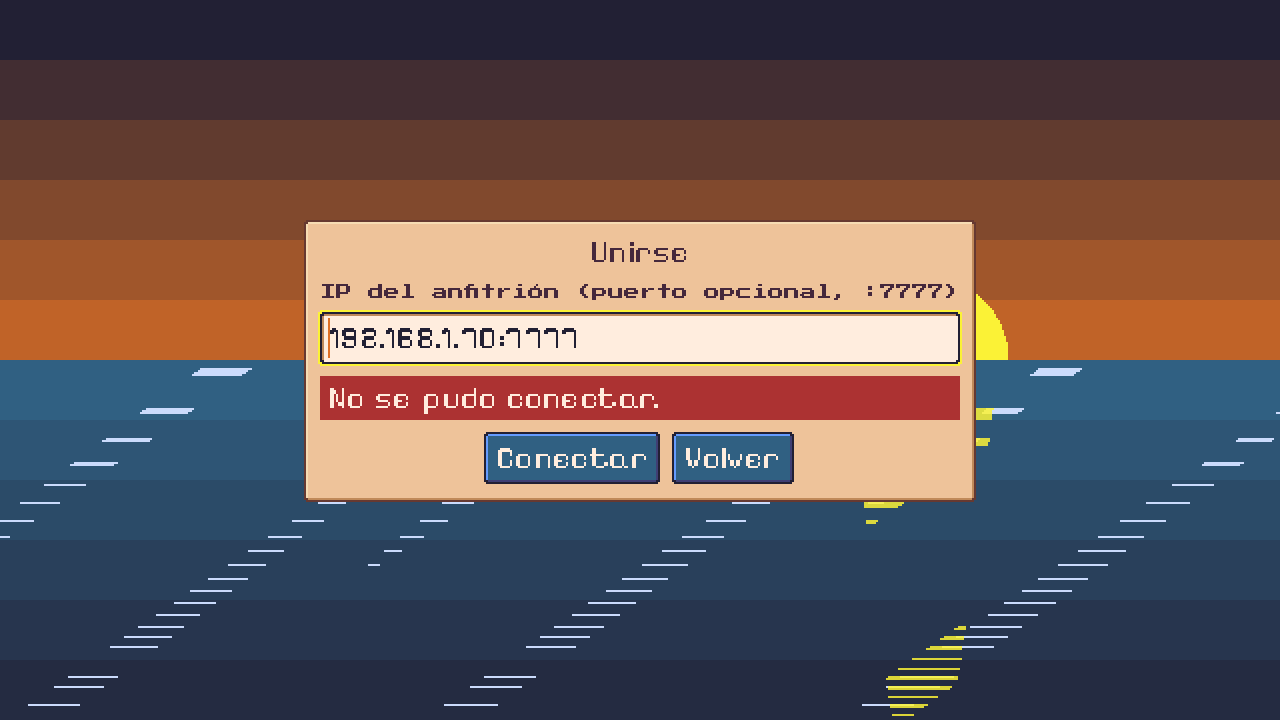 Unirse
IP del anfitrión (puerto opcional, :7777)
192.168.1.70:7777
No se pudo conectar.
Conectar
Volver